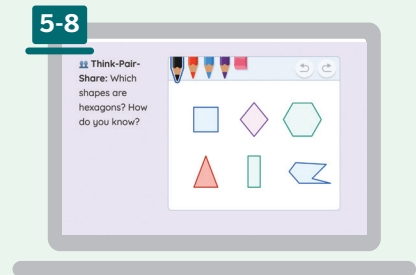 5-8
Think-Pair-
Share: Which
shapes are
hexagons? How
do you know?